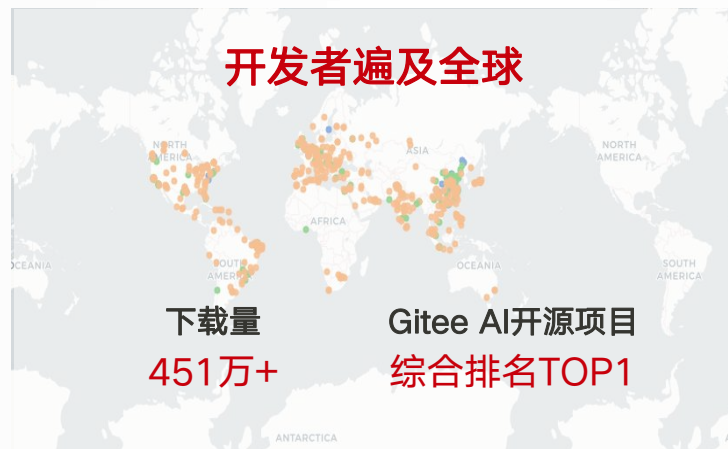 开发者遍及全球
NORTH
AMERICA
ASIA
NORTH
AMERICA
AFRICA
OCEANIA
SOUTH
AMERICA
OCEANIA
SOUTH
AMERICA
下载量
Gitee AI开源项目
451万+
综合排名TOP1
ANTARCTICA